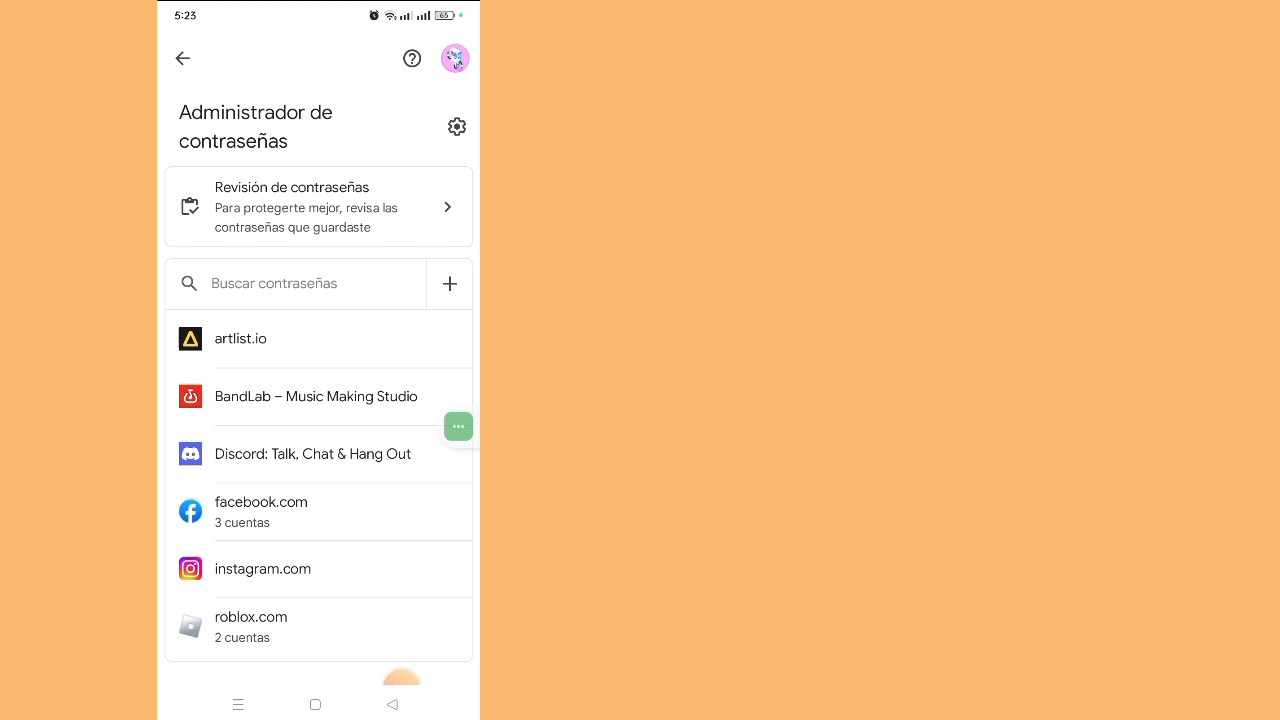 5:23
65
Administrador de
contraseñas
Revisión de contraseñas
Para protegerte mejor, revisa las
contraseñas que guardaste
Buscar contraseñas
artlist.io
BandLab – Music Making Studio
Discord: Talk, Chat & Hang Out
facebook.com
3 cuentas
instagram.com
roblox.com
2 cuentas